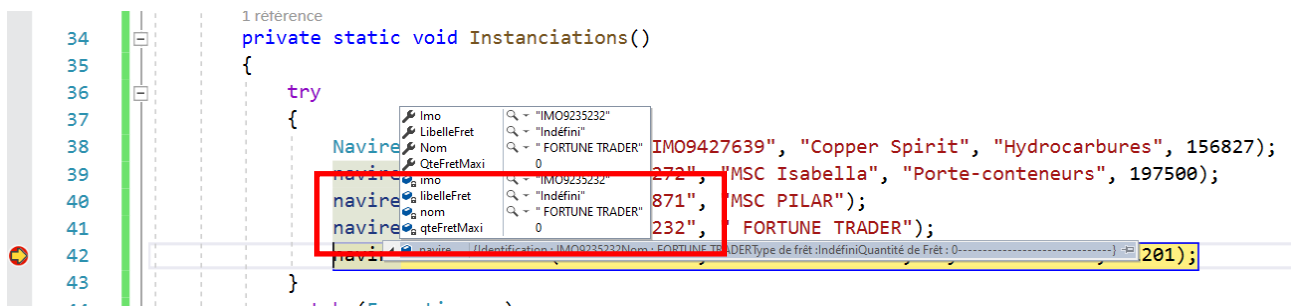 1 référence
34 private static void Instanciations()
35 {
36 try
37 {
Imo "IMO9235232"
LibelleFret "Indéfini"
38 Navire IMO9427639", "Copper Spirit", "Hydrocarbures", 156827);
Nom " FORTUNE TRADER"
QteFretMaxi 0
39 navire 272", "MSC Isabella", "Porte-conteneurs", 197500);
imo "IMO9235232"
libelleFret "Indéfini"
40 navire 871", "MSC PILAR");
nom " FORTUNE TRADER"
41 navire 232", " FORTUNE TRADER");
qteFretMaxi 0
navire {Identification : IMO9235232Nom : FORTUNE TRADERType de frêt :IndéfiniQuantité de Frêt : 0----------------------------------}
42 navir 201);
43 }